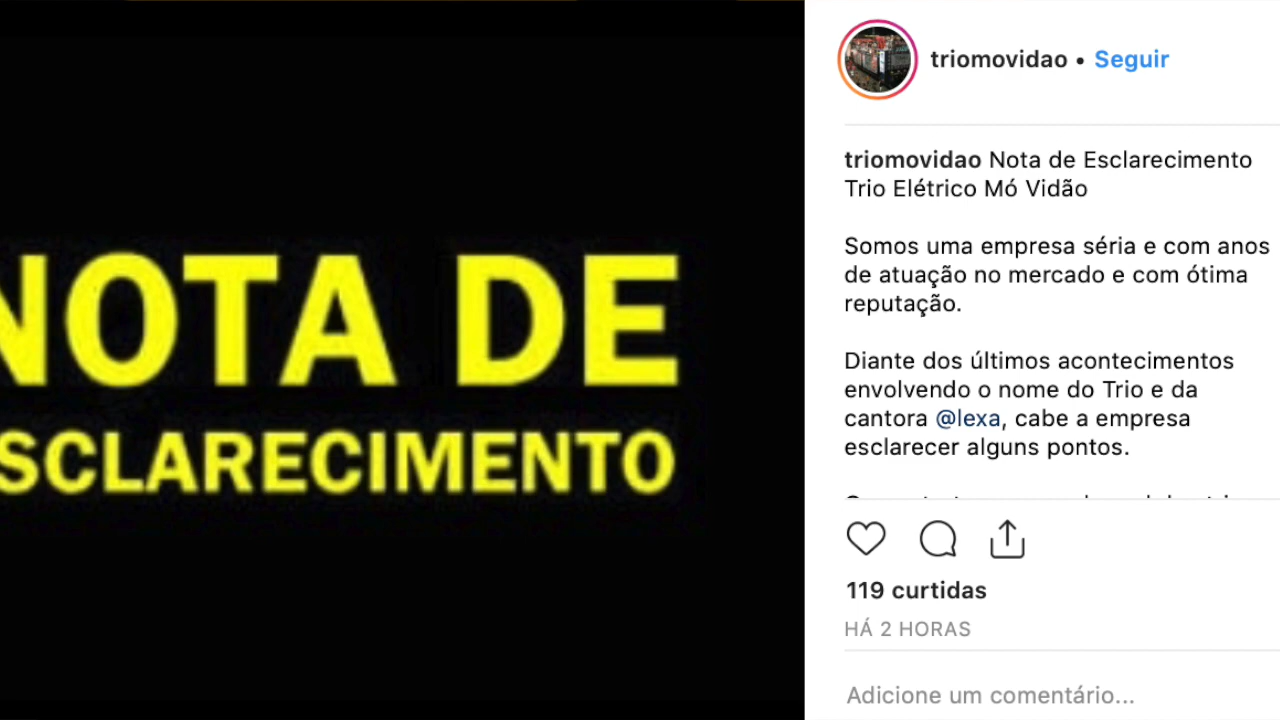 NOTA DE
ESCLARECIMENTO
triomovidao • Seguir
triomovidao Nota de Esclarecimento
Trio Elétrico Mó Vidão
Somos uma empresa séria e com anos
de atuação no mercado e com ótima
reputação.
Diante dos últimos acontecimentos
envolvendo o nome do Trio e da
cantora @lexa, cabe a empresa
esclarecer alguns pontos.
119 curtidas
HÁ 2 HORAS
Adicione um comentário...